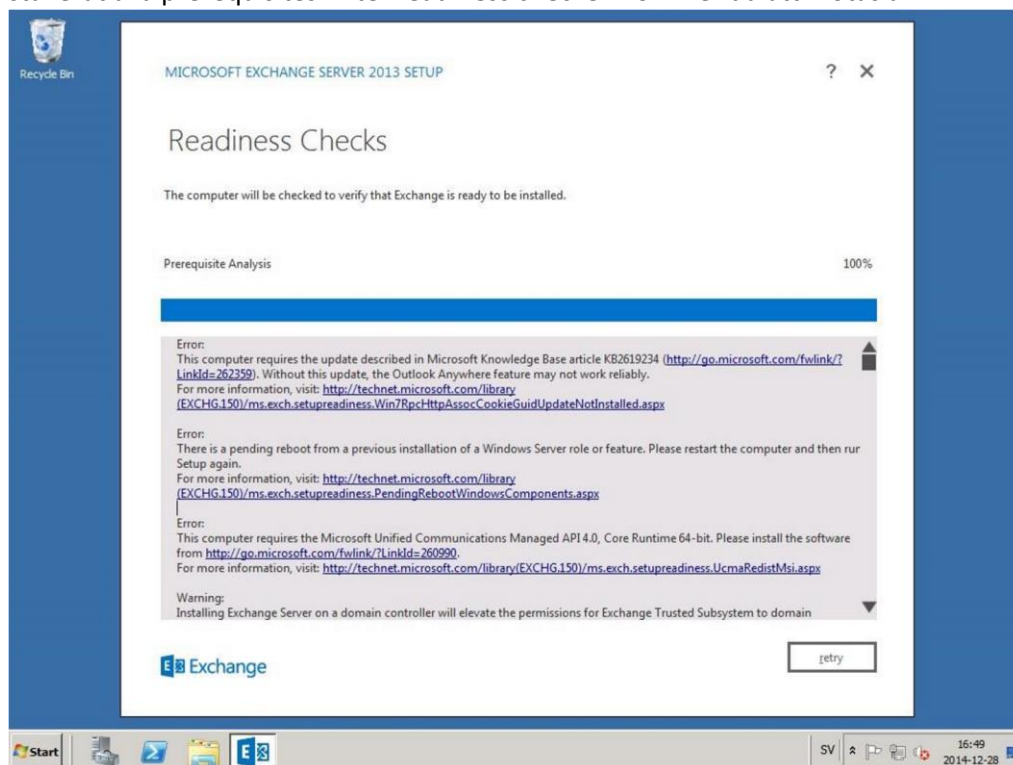 Recycle Bin
MICROSOFT EXCHANGE SERVER 2013 SETUP
? ×
Readiness Checks
The computer will be checked to verify that Exchange is ready to be installed.
Prerequisite Analysis 100%
Error:
This computer requires the update described in Microsoft Knowledge Base article KB2619234 (http://go.microsoft.com/fwlink/?
LinkId=262359). Without this update, the Outlook Anywhere feature may not work reliably.
For more information, visit: http://technet.microsoft.com/library
(EXCHG.150)/ms.exch.setupreadiness.Win7RpcHttpAssocCookieGuidUpdateNotInstalled.aspx
Error:
There is a pending reboot from a previous installation of a Windows Server role or feature. Please restart the computer and then rur
Setup again.
For more information, visit: http://technet.microsoft.com/library
(EXCHG.150)/ms.exch.setupreadiness.PendingRebootWindowsComponents.aspx
Error:
This computer requires the Microsoft Unified Communications Managed API 4.0, Core Runtime 64-bit. Please install the software
from http://go.microsoft.com/fwlink/?LinkId=260990.
For more information, visit: http://technet.microsoft.com/library(EXCHG.150)/ms.exch.setupreadiness.UcmaRedistMsi.aspx
Warning:
Installing Exchange Server on a domain controller will elevate the permissions for Exchange Trusted Subsystem to domain
E Exchange
retry
Start
E
SV
16:49
2014-12-28